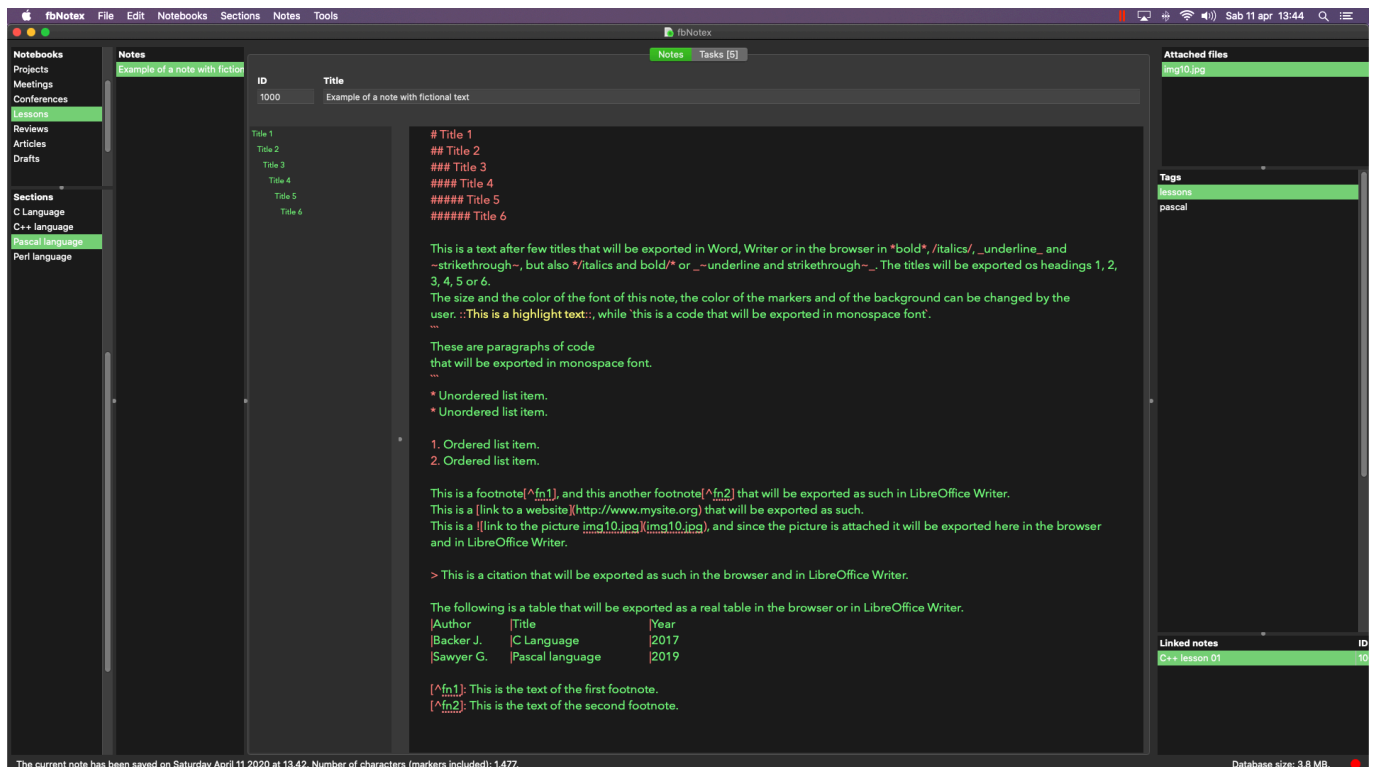 fbNotex File Edit Notebooks Sections Notes Tools Sab 11 apr 13:44
fbNotex
Notebooks
Projects
Meetings
Conferences
Lessons
Reviews
Articles
Drafts
Sections
C Language
C++ language
Pascal language
Perl language
Notes
Example of a note with fiction
Notes Tasks [5]
ID Title
1000 Example of a note with fictional text
Title 1
Title 2
Title 3
Title 4
Title 5
Title 6
# Title 1
## Title 2
### Title 3
#### Title 4
##### Title 5
###### Title 6
This is a text after few titles that will be exported in Word, Writer or in the browser in *bold*, /italics/, _underline_ and
~strikethrough~, but also */italics and bold/* or _~underline and strikethrough~_. The titles will be exported os headings 1, 2,
3, 4, 5 or 6.
The size and the color of the font of this note, the color of the markers and of the background can be changed by the
user. ::This is a highlight text::, while `this is a code that will be exported in monospace font`.
```
These are paragraphs of code
that will be exported in monospace font.
```
* Unordered list item.
* Unordered list item.
1. Ordered list item.
2. Ordered list item.
This is a footnote[^fn1], and this another footnote[^fn2] that will be exported as such in LibreOffice Writer.
This is a [link to a website](http://www.mysite.org) that will be exported as such.
This is a ![link to the picture img10.jpg](img10.jpg), and since the picture is attached it will be exported here in the browser
and in LibreOffice Writer.
> This is a citation that will be exported as such in the browser and in LibreOffice Writer.
The following is a table that will be exported as a real table in the browser or in LibreOffice Writer.
|Author |Title |Year
|Backer J. |C Language |2017
|Sawyer G. |Pascal language |2019
[^fn1]: This is the text of the first footnote.
[^fn2]: This is the text of the second footnote.
Attached files
img10.jpg
Tags
lessons
pascal
Linked notes ID
C++ lesson 01 10
The current note has been saved on Saturday April 11 2020 at 13.42. Number of characters (markers included): 1.477. Database size: 3.8 MB.